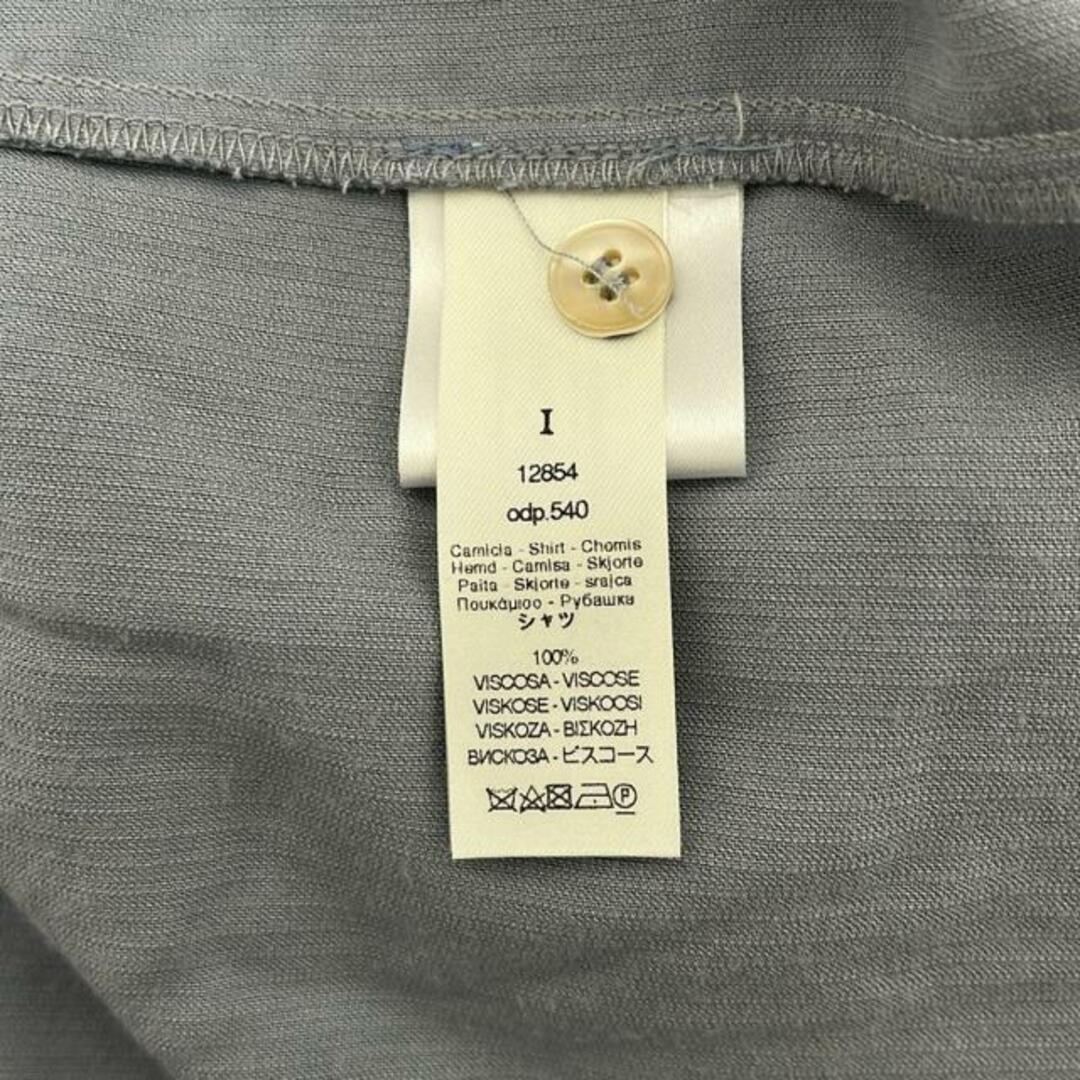 I
12854
odp.540
Camicia - Shirt - Chemis
Hemd - Camisa - Skjorte
Paita - Skjorte - srajca
Πουκάμισο - Рубашка
シャツ
100%
VISCOSA - VISCOSE
VISKOSE - VISKOOSI
VISKOZA - ΒΙΣΚΟΖΗ
ВИСКОЗА - ビスコース
P